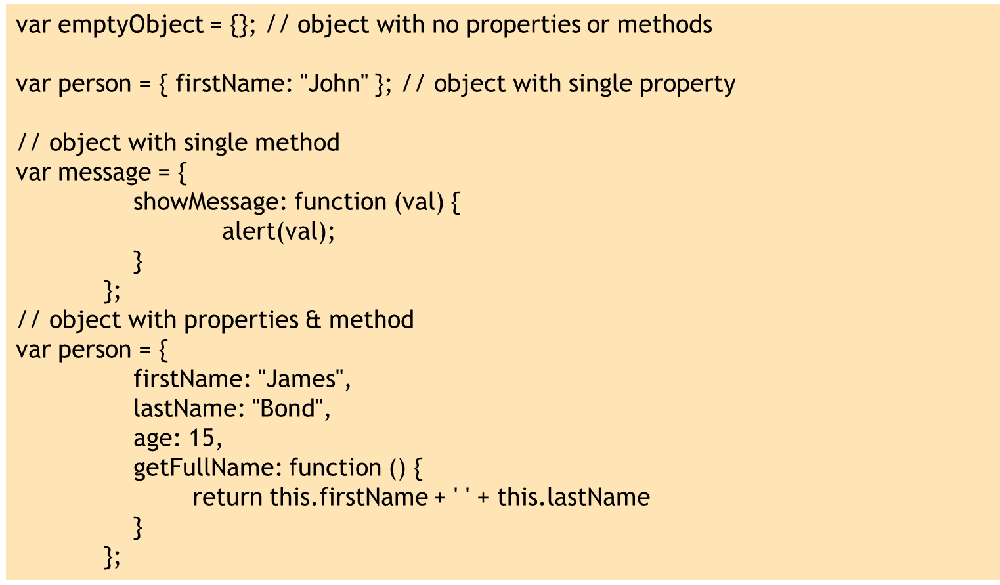 var emptyObject = {}; // object with no properties or methods
var person = { firstName: "John" }; // object with single property
// object with single method
var message = {
showMessage: function (val) {
alert(val);
}
};
// object with properties & method
var person = {
firstName: "James",
lastName: "Bond",
age: 15,
getFullName: function () {
return this.firstName + ' ' + this.lastName
}
};